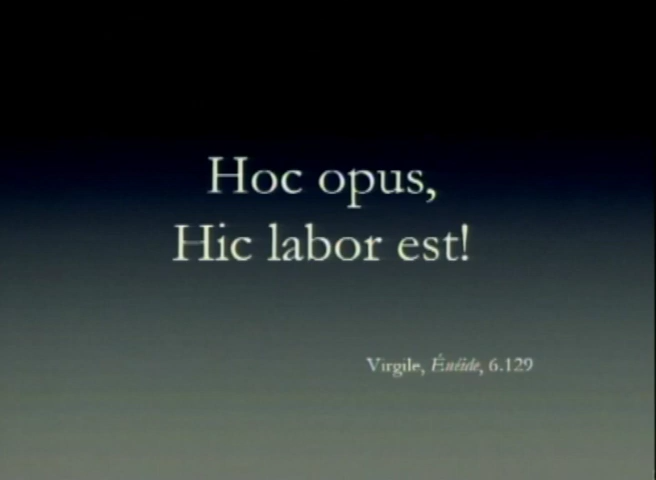 Hoc opus,
Hic labor est!
Virgile, Énéide, 6.129